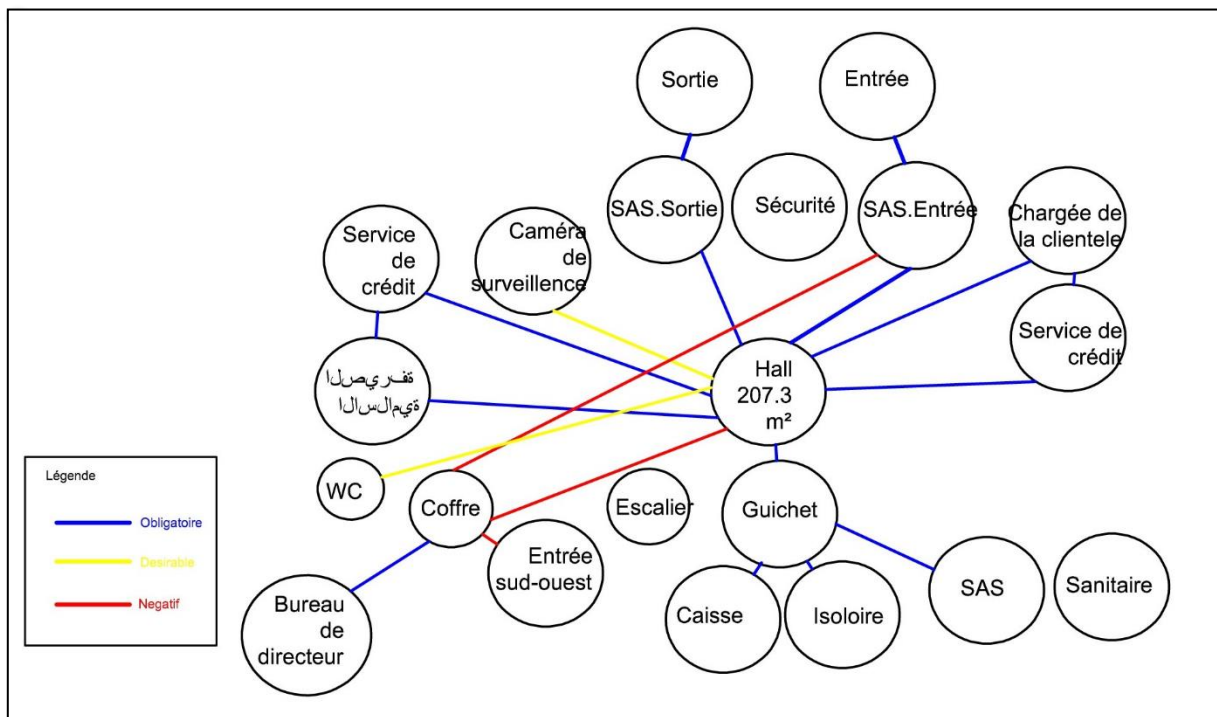 Sortie
Entrée
SAS.Sortie
Sécurité
SAS.Entrée
Chargée de
la clientele
Service
de
crédit
Caméra
de
surveillence
Service de
crédit
الصيرفة
الاسلامية
Hall
207.3
m²
WC
Coffre
Escalier
Guichet
Entrée
sud-ouest
Bureau
de
directeur
Caisse
Isoloire
SAS
Sanitaire
Légende
Obligatoire
Desirable
Negatif